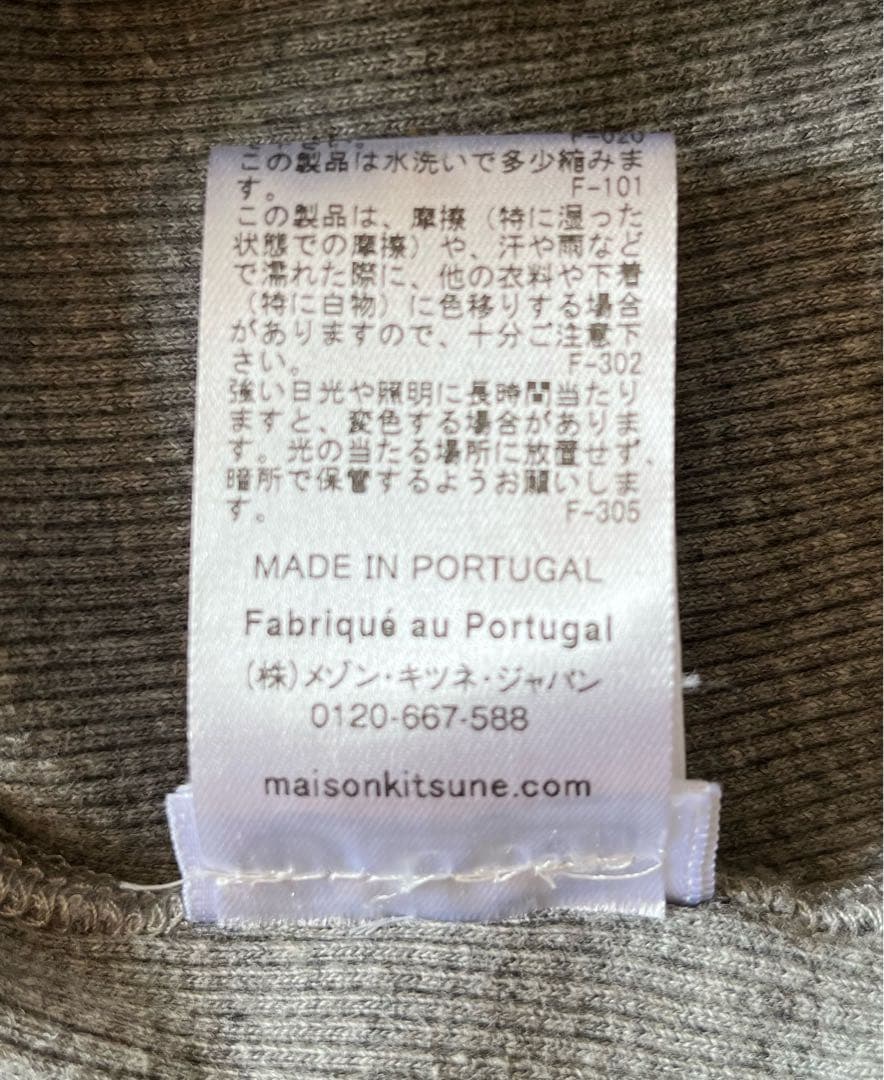 F-020
この製品は水洗いで多少縮みま
す。 F-101
この製品は、摩擦(特に湿った
状態での摩擦)や、汗や雨など
で濡れた際に、他の衣料や下着
(特に白物)に色移りする場合
がありますので、十分ご注意下
さい。 F-302
強い日光や照明に長時間当たり
ますと、変色する場合がありま
す。光の当たる場所に放置せず、
暗所で保管するようお願いしま
す。 F-305
MADE IN PORTUGAL
Fabriqué au Portugal
(株)メゾン・キツネ・ジャパン
0120-667-588
maisonkitsune.com